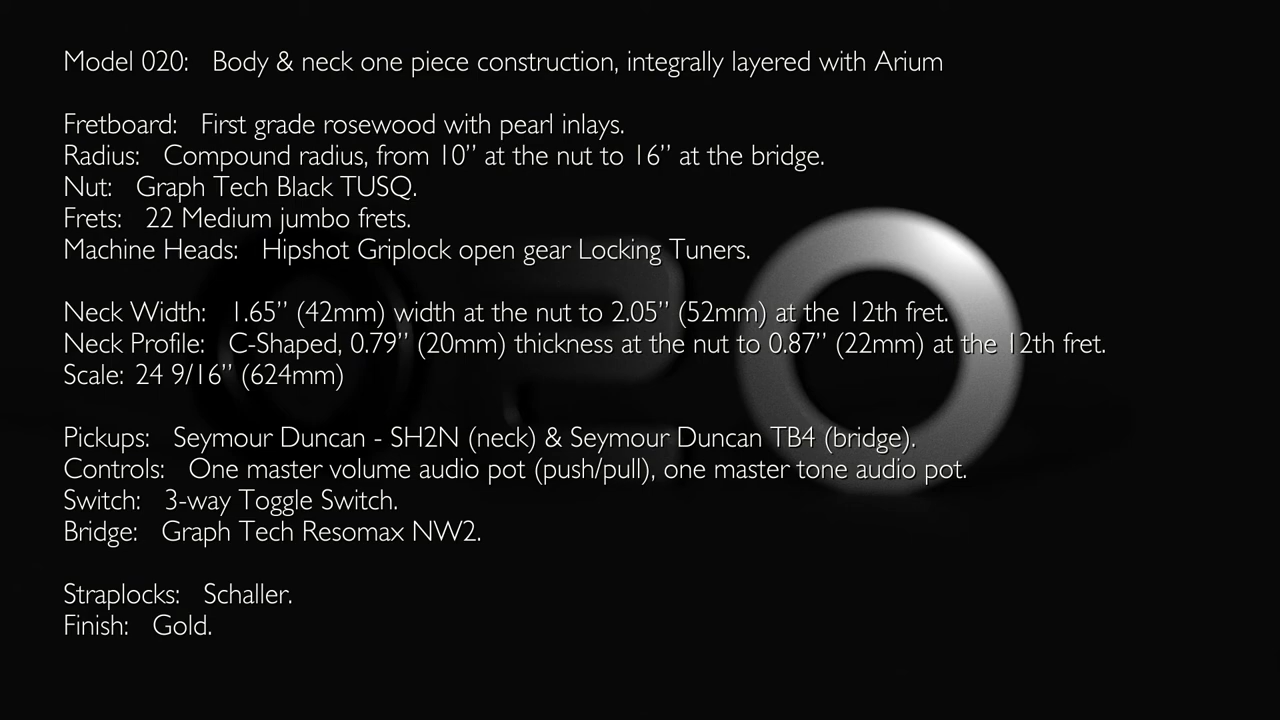 Model 020: Body & neck one piece construction, integrally layered with Arium
Fretboard: First grade rosewood with pearl inlays.
Radius: Compound radius, from 10” at the nut to 16” at the bridge.
Nut: Graph Tech Black TUSQ.
Frets: 22 Medium jumbo frets.
Machine Heads: Hipshot Griplock open gear Locking Tuners.
Neck Width: 1.65” (42mm) width at the nut to 2.05” (52mm) at the 12th fret.
Neck Profile: C-Shaped, 0.79” (20mm) thickness at the nut to 0.87” (22mm) at the 12th fret.
Scale: 24 9/16” (624mm)
Pickups: Seymour Duncan - SH2N (neck) & Seymour Duncan TB4 (bridge).
Controls: One master volume audio pot (push/pull), one master tone audio pot.
Switch: 3-way Toggle Switch.
Bridge: Graph Tech Resomax NW2.
Straplocks: Schaller.
Finish: Gold.